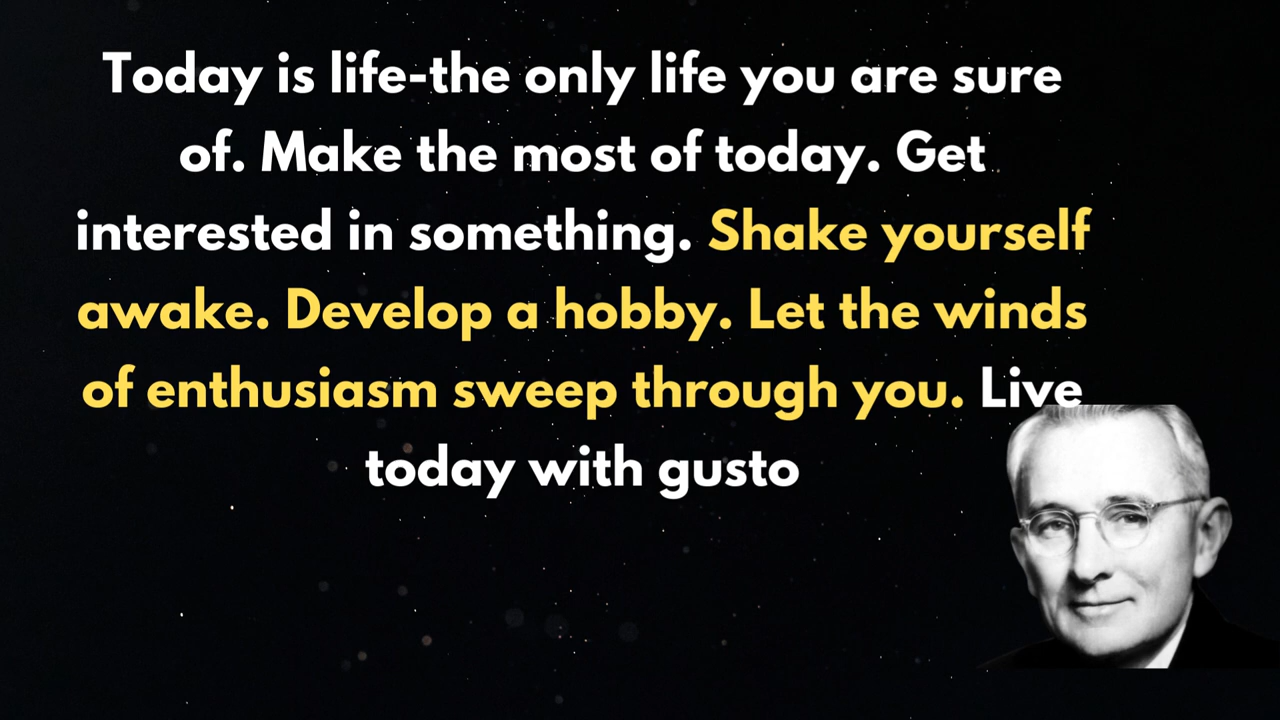 Today is life-the only life you are sure
of. Make the most of today. Get
interested in something. Shake yourself
awake. Develop a hobby. Let the winds
of enthusiasm sweep through you. Live
today with gusto